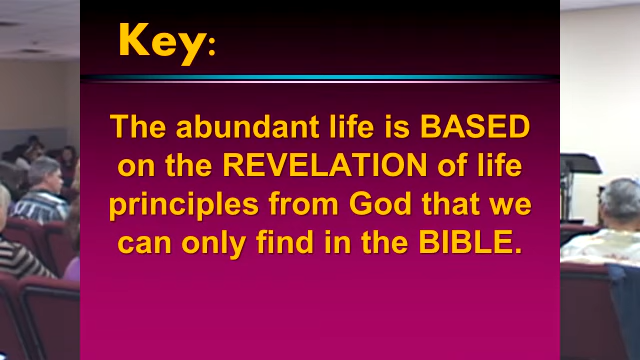 Key:
The abundant life is BASED
on the REVELATION of life
principles from God that we
can only find in the BIBLE.